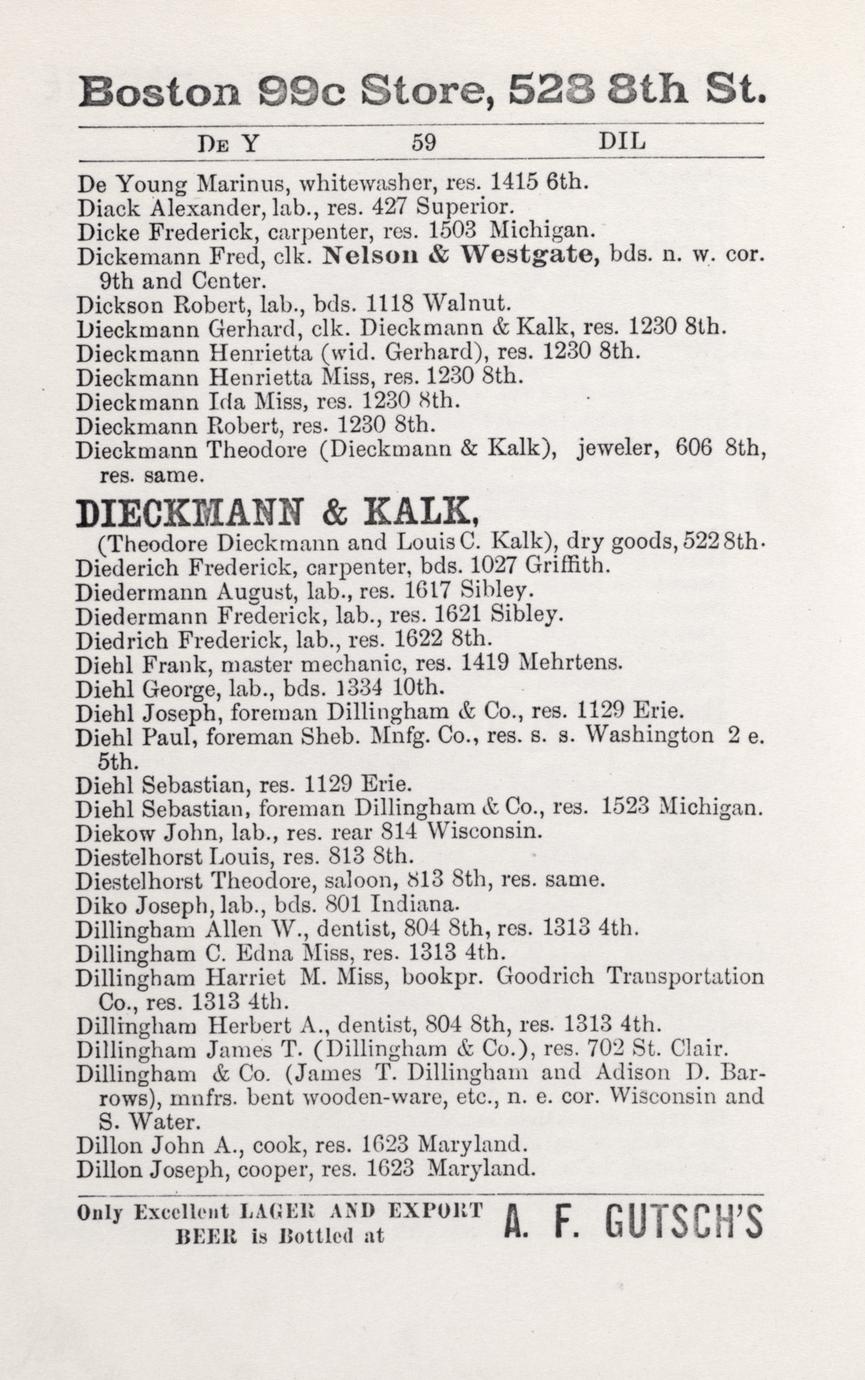 Boston 99c Store, 528 8th St.
DE Y 59 DIL
De Young Marinus, whitewasher, res. 1415 6th.
Diack Alexander, lab., res. 427 Superior.
Dicke Frederick, carpenter, res. 1503 Michigan.
Dickemann Fred, clk. Nelson & Westgate, bds. n. w. cor.
9th and Center.
Dickson Robert, lab., bds. 1118 Walnut.
Dieckmann Gerhard, clk. Dieckmann & Kalk, res. 1230 8th.
Dieckmann Henrietta (wid. Gerhard), res. 1230 8th.
Dieckmann Henrietta Miss, res. 1230 8th.
Dieckmann Ida Miss, res. 1230 8th.
Dieckmann Robert, res. 1230 8th.
Dieckmann Theodore (Dieckmann & Kalk), jeweler, 606 8th,
res. same.
DIECKMANN & KALK,
(Theodore Dieckmann and Louis C. Kalk), dry goods, 522 8th.
Diederich Frederick, carpenter, bds. 1027 Griffith.
Diedermann August, lab., res. 1617 Sibley.
Diedermann Frederick, lab., res. 1621 Sibley.
Diedrich Frederick, lab., res. 1622 8th.
Diehl Frank, master mechanic, res. 1419 Mehrtens.
Diehl George, lab., bds. 1334 10th.
Diehl Joseph, foreman Dillingham & Co., res. 1129 Erie.
Diehl Paul, foreman Sheb. Mnfg. Co., res. s. s. Washington 2 e.
5th.
Diehl Sebastian, res. 1129 Erie.
Diehl Sebastian, foreman Dillingham & Co., res. 1523 Michigan.
Diekow John, lab., res. rear 814 Wisconsin.
Diestelhorst Louis, res. 813 8th.
Diestelhorst Theodore, saloon, 813 8th, res. same.
Diko Joseph, lab., bds. 801 Indiana.
Dillingham Allen W., dentist, 804 8th, res. 1313 4th.
Dillingham C. Edna Miss, res. 1313 4th.
Dillingham Harriet M. Miss, bookpr. Goodrich Transportation
Co., res. 1313 4th.
Dillingham Herbert A., dentist, 804 8th, res. 1313 4th.
Dillingham James T. (Dillingham & Co.), res. 702 St. Clair.
Dillingham & Co. (James T. Dillingham and Adison D. Bar-
rows), mnfrs. bent wooden-ware, etc., n. e. cor. Wisconsin and
S. Water.
Dillon John A., cook, res. 1623 Maryland.
Dillon Joseph, cooper, res. 1623 Maryland.
Only Excellent LAGER AND EXPORT
BEER is Bottled at
A. F. GUTSCH'S